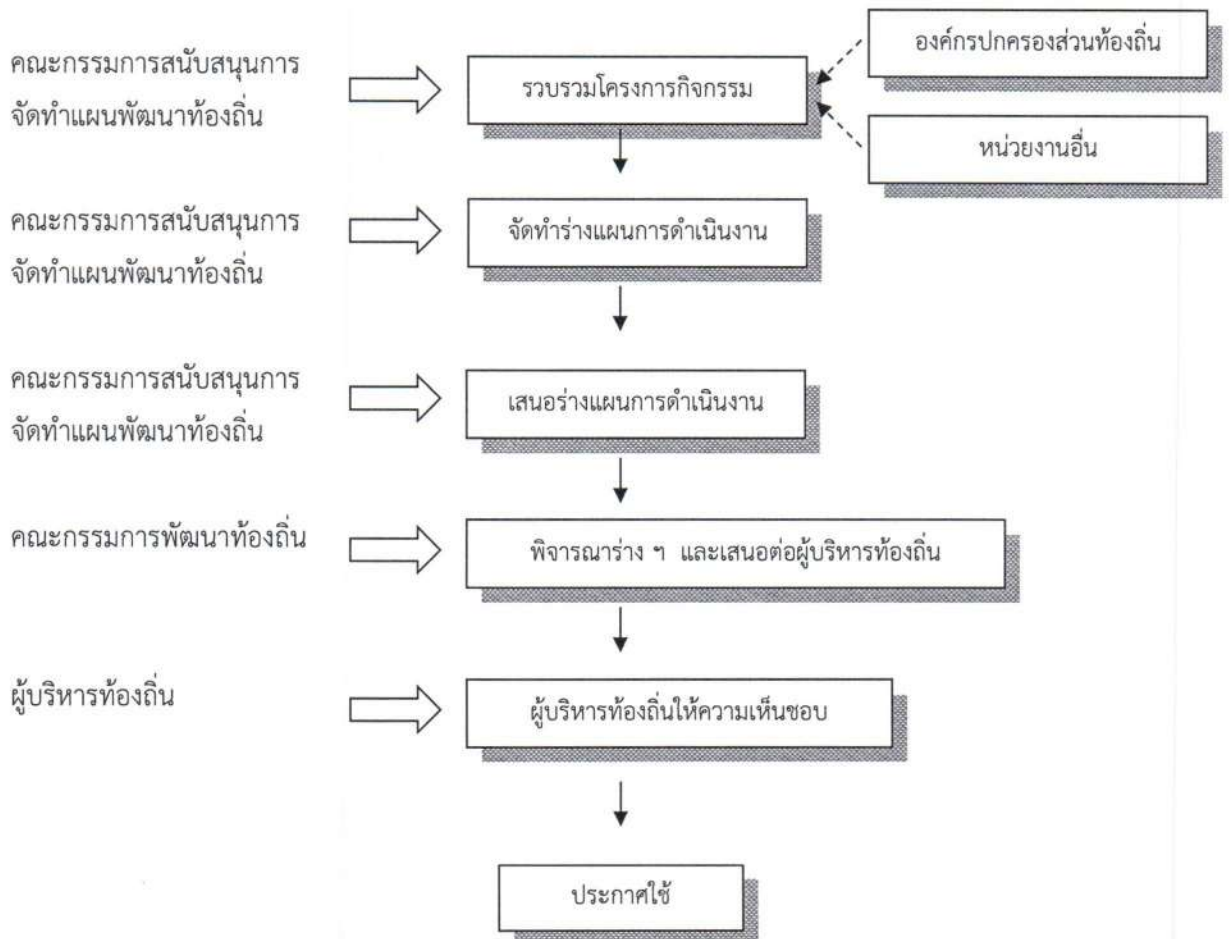 คณะกรรมการสนับสนุนการ
จัดทำแผนพัฒนาท้องถิ่น
รวบรวมโครงการกิจกรรม
องค์กรปกครองส่วนท้องถิ่น
หน่วยงานอื่น
คณะกรรมการสนับสนุนการ
จัดทำแผนพัฒนาท้องถิ่น
จัดทำร่างแผนการดำเนินงาน
คณะกรรมการสนับสนุนการ
จัดทำแผนพัฒนาท้องถิ่น
เสนอร่างแผนการดำเนินงาน
คณะกรรมการพัฒนาท้องถิ่น
พิจารณาร่าง ฯ และเสนอต่อผู้บริหารท้องถิ่น
ผู้บริหารท้องถิ่น
ผู้บริหารท้องถิ่นให้ความเห็นชอบ
ประกาศใช้